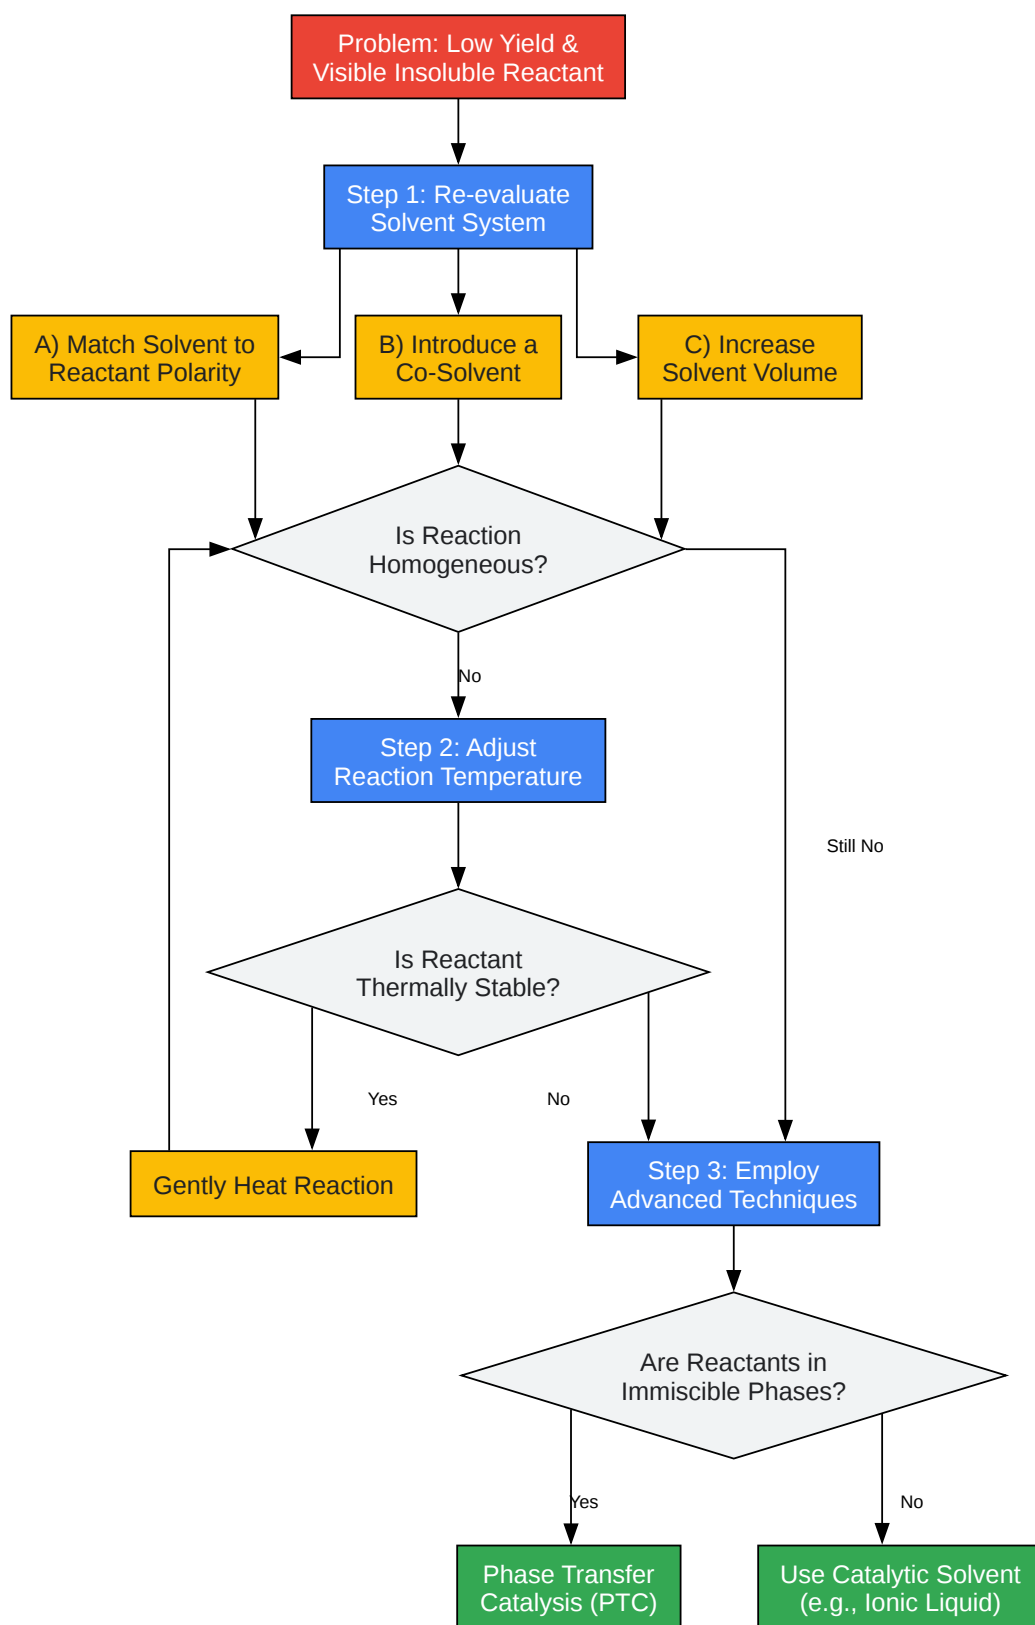 Problem: Low Yield &
Visible Insoluble Reactant
Step 1: Re-evaluate
Solvent System
A) Match Solvent to
Reactant Polarity
B) Introduce a
Co-Solvent
C) Increase
Solvent Volume
Is Reaction
Homogeneous?
No
Step 2: Adjust
Reaction Temperature
Still No
Is Reactant
Thermally Stable?
Yes
No
Gently Heat Reaction
Step 3: Employ
Advanced Techniques
Are Reactants in
Immiscible Phases?
Yes
No
Phase Transfer
Catalysis (PTC)
Use Catalytic Solvent
(e.g., Ionic Liquid)